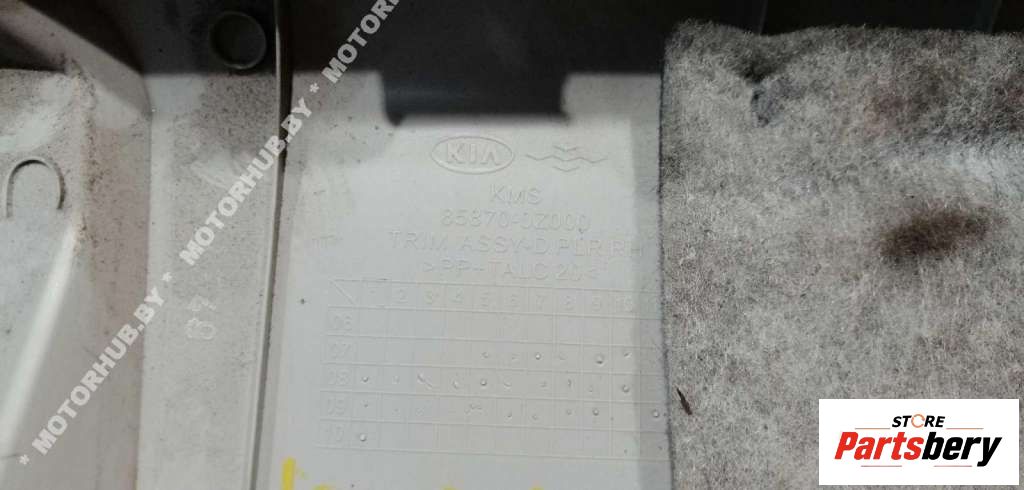 * MOTORHUB.BY * MOTORHUB.BY * MOTORHUB.BY *
KIA
KMS
85870-0Z000
TRIM ASSY-D.PLR,RH
>PP-TALC 20<
2 3 4 5 6 7 8 9 10
06
07
08
09
10
STORE
Partsbery